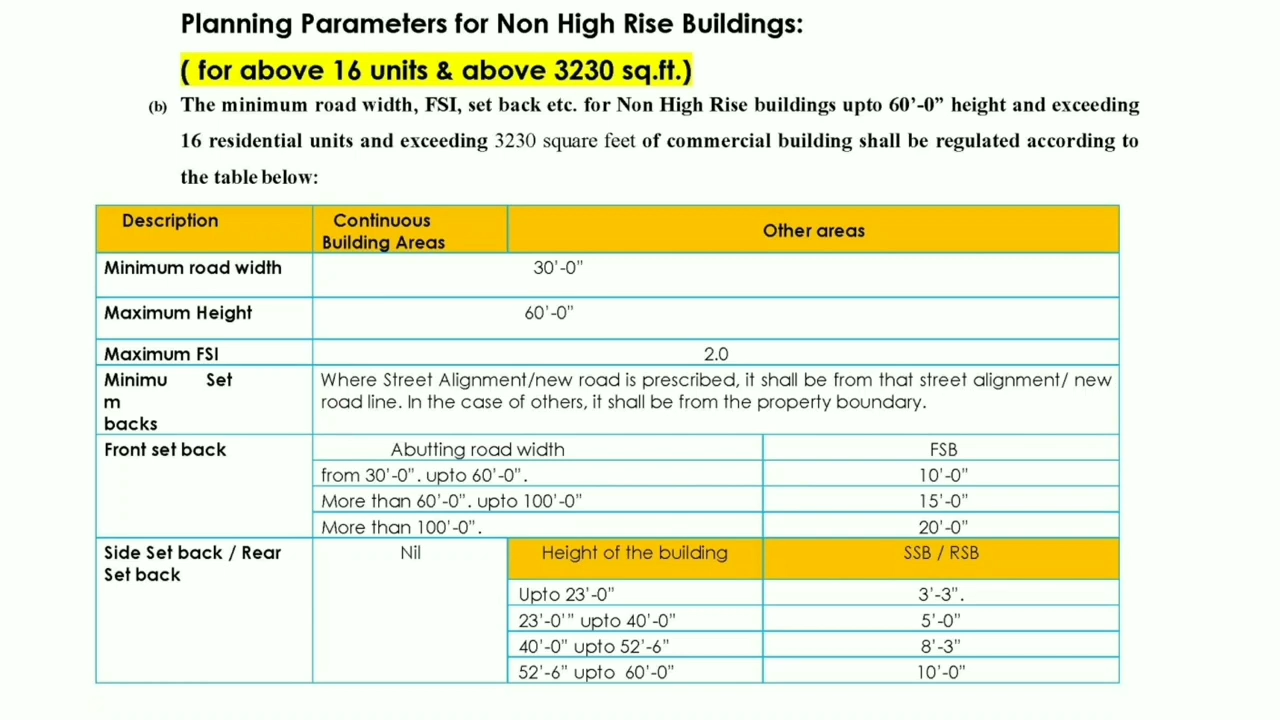 Planning Parameters for Non High Rise Buildings:
( for above 16 units & above 3230 sq.ft.)
(b) The minimum road width, FSI, set back etc. for Non High Rise buildings upto 60’-0” height and exceeding
16 residential units and exceeding 3230 square feet of commercial building shall be regulated according to
the table below:
Description Continuous Building Areas Other areas
Minimum road width 30'-0"
Maximum Height 60'-0"
Maximum FSI 2.0
Minimu Set Where Street Alignment/new road is prescribed, it shall be from that street alignment/ new
m road line. In the case of others, it shall be from the property boundary.
backs
Front set back Abutting road width FSB
from 30'-0". upto 60'-0". 10'-0"
More than 60'-0". upto 100'-0" 15'-0"
More than 100'-0". 20'-0"
Side Set back / Rear Nil Height of the building SSB / RSB
Set back
Upto 23'-0" 3'-3".
23'-0'" upto 40'-0" 5'-0"
40'-0" upto 52'-6" 8'-3"
52'-6" upto 60'-0" 10'-0"